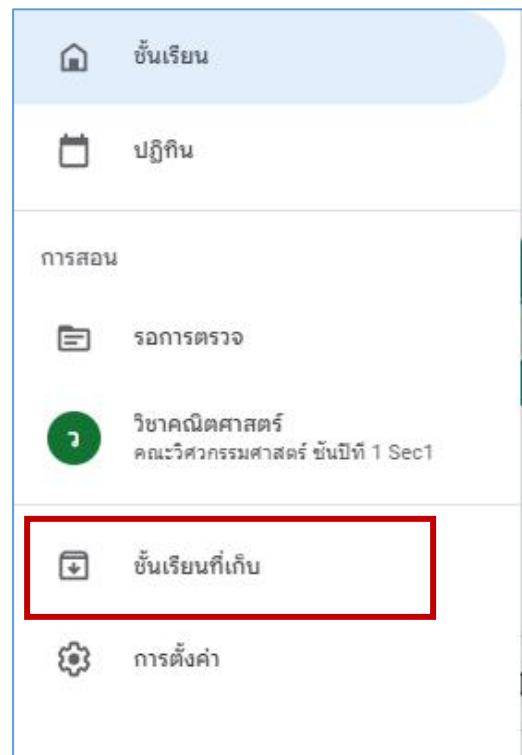 ชั้นเรียน
ปฏิทิน
การสอน
รอการตรวจ
ว
วิชาคณิตศาสตร์
คณะวิศวกรรมศาสตร์ ชันปีที 1 Sec1
ชั้นเรียนที่เก็บ
การตั้งค่า